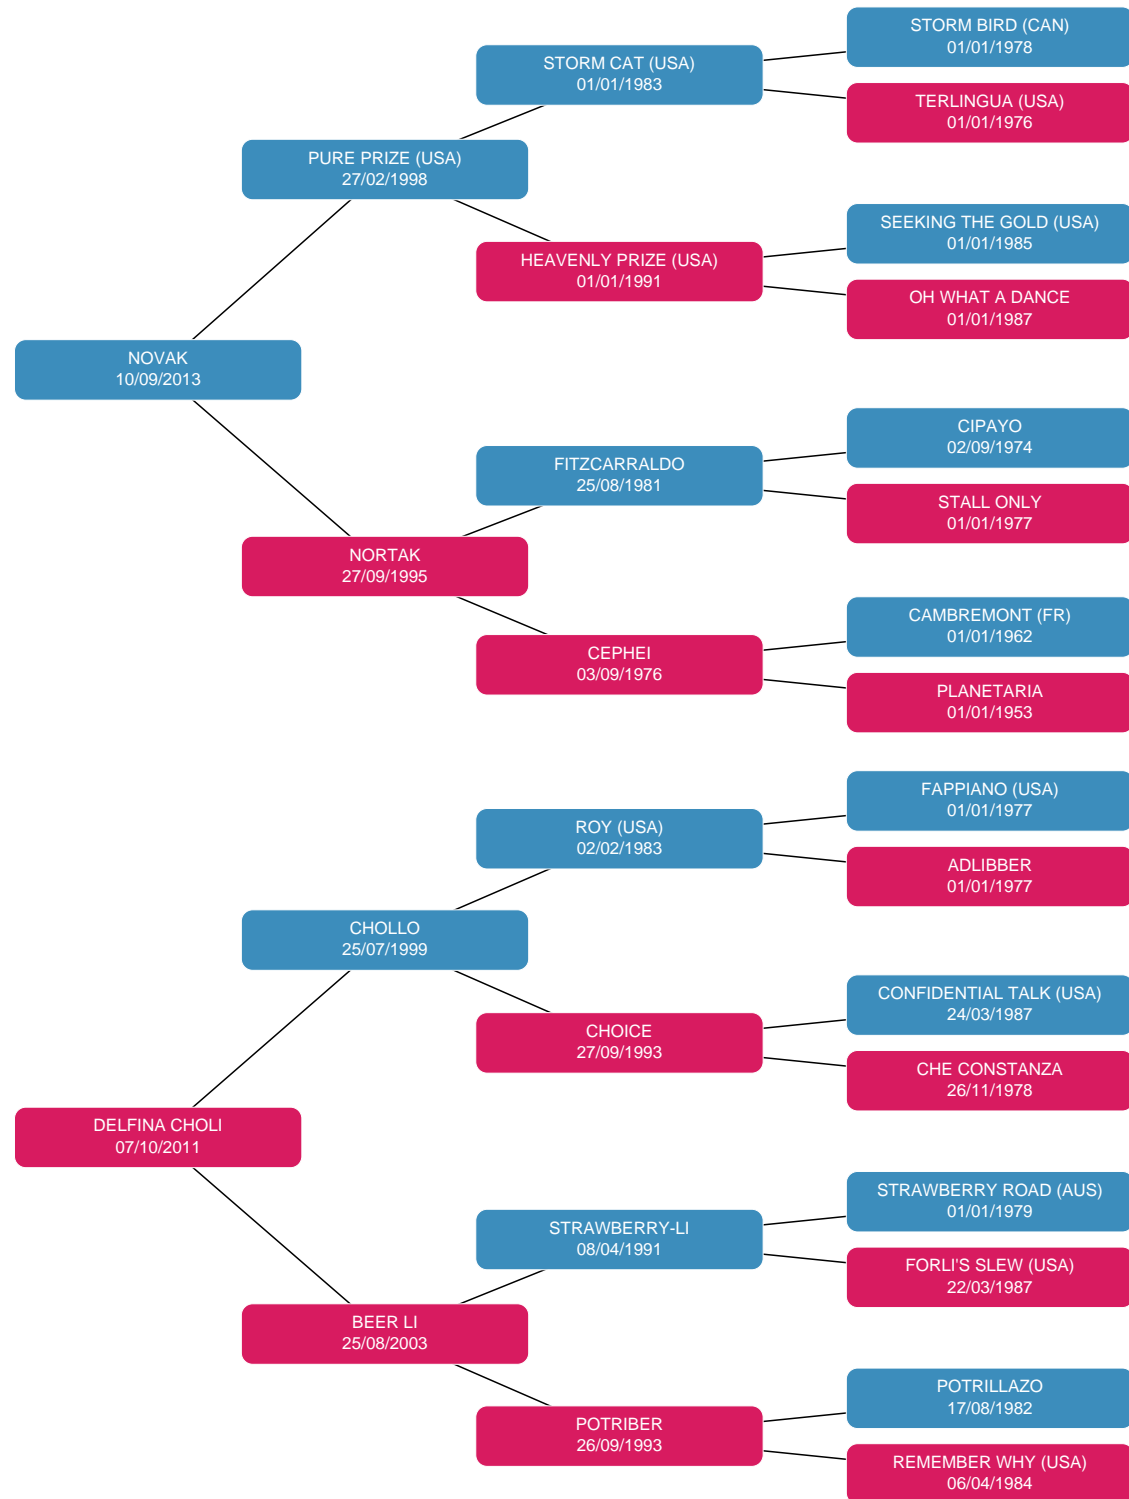 STORM BIRD (CAN)
01/01/1978
STORM CAT (USA)
01/01/1983
TERLINGUA (USA)
01/01/1976
PURE PRIZE (USA)
27/02/1998
SEEKING THE GOLD (USA)
01/01/1985
HEAVENLY PRIZE (USA)
01/01/1991
OH WHAT A DANCE
01/01/1987
NOVAK
10/09/2013
CIPAYO
02/09/1974
FITZCARRALDO
25/08/1981
STALL ONLY
01/01/1977
NORTAK
27/09/1995
CAMBREMONT (FR)
01/01/1962
CEPHEI
03/09/1976
PLANETARIA
01/01/1953
FAPPIANO (USA)
01/01/1977
ROY (USA)
02/02/1983
ADLIBBER
01/01/1977
CHOLLO
25/07/1999
CONFIDENTIAL TALK (USA)
24/03/1987
CHOICE
27/09/1993
CHE CONSTANZA
26/11/1978
DELFINA CHOLI
07/10/2011
STRAWBERRY ROAD (AUS)
01/01/1979
STRAWBERRY-LI
08/04/1991
FORLI'S SLEW (USA)
22/03/1987
BEER LI
25/08/2003
POTRILLAZO
17/08/1982
POTRIBER
26/09/1993
REMEMBER WHY (USA)
06/04/1984